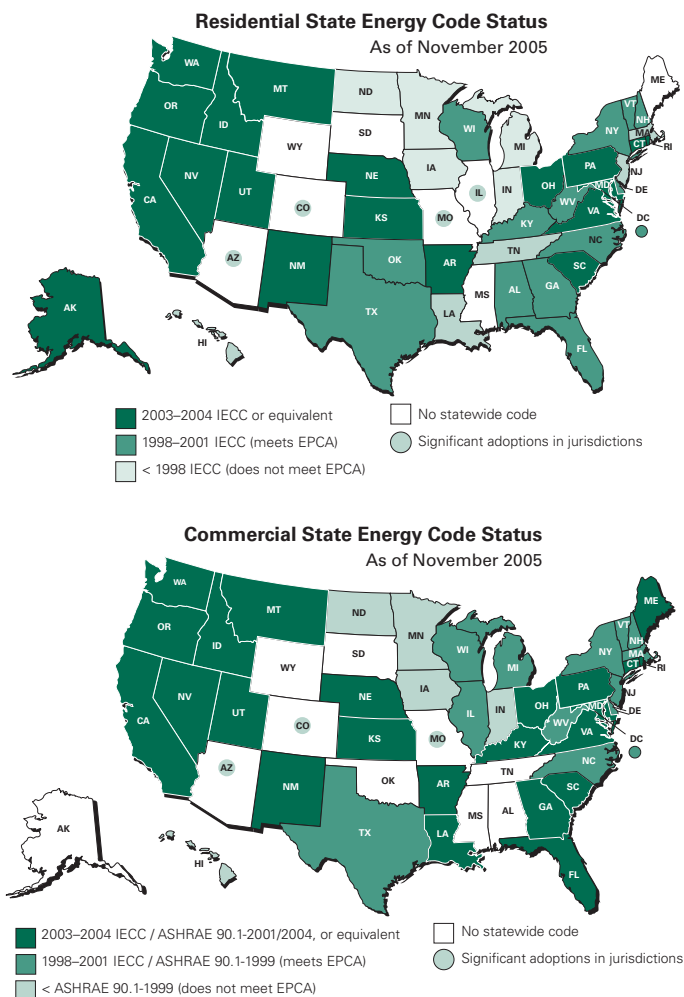 Residential State Energy Code Status
As of November 2005
WA
OR
CA
ID
NV
MT
WY
UT
CO
AZ
NM
ND
SD
NE
KS
OK
TX
MN
IA
MO
AR
LA
WI
IL
MI
IN
OH
KY
TN
MS
AL
GA
FL
SC
NC
VA
WV
PA
NY
VT
NH
ME
MA
CT
RI
NJ
DE
MD
DC
AK
HI
2003–2004 IECC or equivalent
1998–2001 IECC (meets EPCA)
< 1998 IECC (does not meet EPCA)
No statewide code
Significant adoptions in jurisdictions
Commercial State Energy Code Status
As of November 2005
WA
OR
CA
ID
NV
MT
WY
UT
CO
AZ
NM
ND
SD
NE
KS
OK
TX
MN
IA
MO
AR
LA
WI
IL
MI
IN
OH
KY
TN
MS
AL
GA
FL
SC
NC
VA
WV
PA
NY
VT
NH
ME
MA
CT
RI
NJ
DE
MD
DC
AK
HI
2003–2004 IECC / ASHRAE 90.1-2001/2004, or equivalent
1998–2001 IECC / ASHRAE 90.1-1999 (meets EPCA)
< ASHRAE 90.1-1999 (does not meet EPCA)
No statewide code
Significant adoptions in jurisdictions